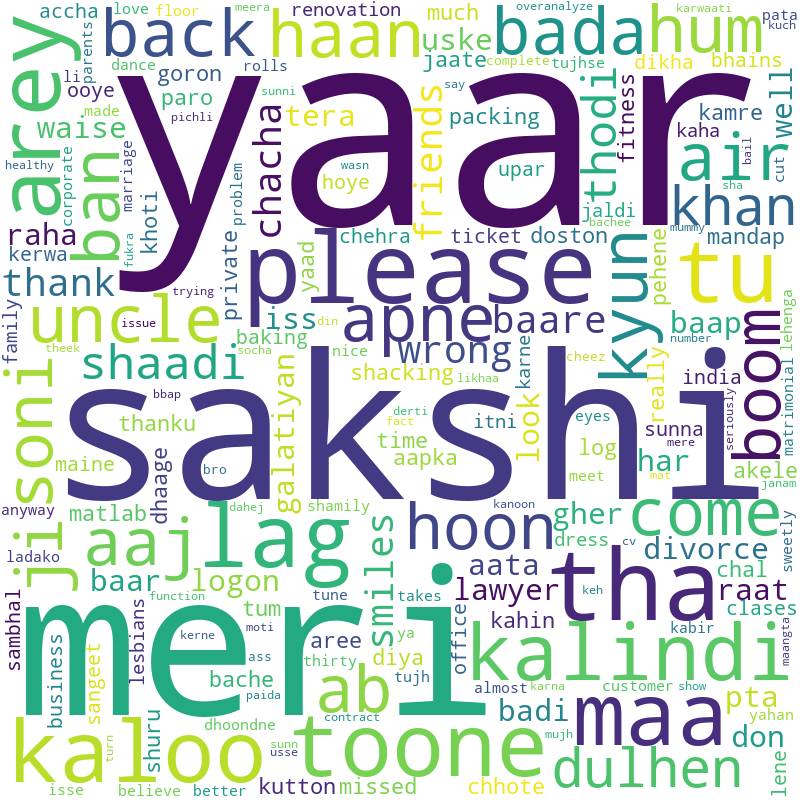 accha love floor meera overanalyze karwaati pata
parents back renovation much kuch
arey yaar haan uske bada hum
li dance goron rolls jaate complete tujhse dikha bhains
ooye made paro sunni tera friends say packing thodi fitness kamre well
waise pichli chacha wasn hoye upar air kaha cut
healthy corporate marriage problem bachee jaldi sha bail
ban khoti private yaad chehra ticket doston khan
raha kerwa fukra please kyun pehene mummy mandap
thank trying iss tu
family uncle issue din apne baare baap number lehenga
theek socha baking nice wrong karne cheez really boom matrimonial
soni shaadi galatiyan shacking likhaa look india seriously
bbap sakshi eyes mere
maine thanku derti itni sunna
dhaage bro fact time log har mat akele janam
anyway matlab dahej shamily aapka meet
ji aaj lag kanoon hoon gher come sweetly
ladako baar logon smiles dress cv divorce
sambhal function tune aata tha chal raat
meri tum takes lawyer keh clases
lesbians kerne ass aree ya kahin kabir maangta
business sangeet moti thirty diya office kalindi
bache tujh almost karna customer show
kaloo shuru paida ab badi maa pta
dhoondne contract toone mujh don yahan
turn sunn usse
isse believe better kutton missed chhote dulhen lene